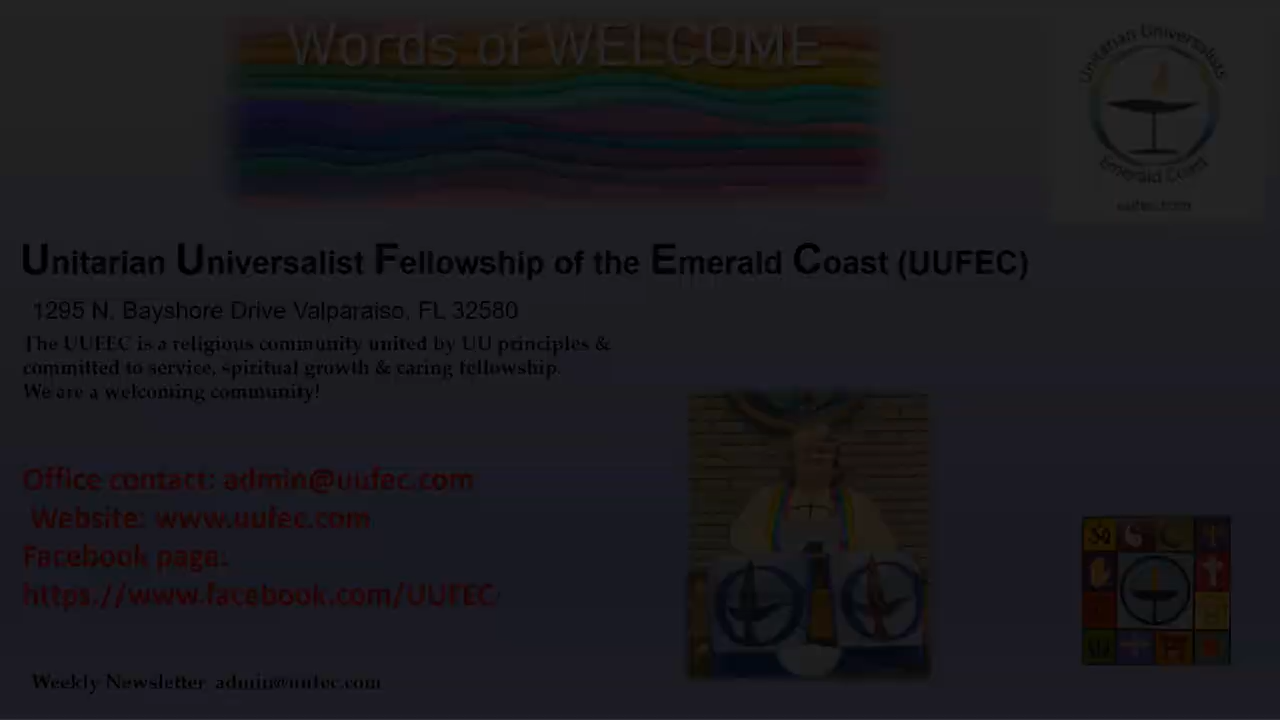 Words of WELCOME
Unitarian Universalists
Emerald Coast
uufec.com
Unitarian Universalist Fellowship of the Emerald Coast (UUFEC)
1295 N. Bayshore Drive Valparaiso, FL 32580
The UUFEC is a religious community united by UU principles &
committed to service, spiritual growth & caring fellowship.
We are a welcoming community!
Office contact: admin@uufec.com
Website: www.uufec.com
Facebook page:
https://www.facebook.com/UUFEC
Weekly Newsletter admin@uufec.com